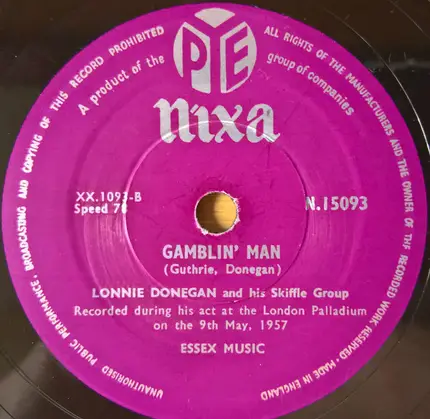 UNAUTHORISED PUBLIC PERFORMANCE, BROADCASTING AND COPYING OF THIS RECORD PROHIBITED
ALL RIGHTS OF THE MANUFACTURERS AND THE OWNER OF THE RECORDED WORK RESERVED · MADE IN ENGLAND
A product of the
PYE
group of companies
nixa
XX.1093-B
Speed 78
N.15093
GAMBLIN' MAN
(Guthrie, Donegan)
LONNIE DONEGAN and his Skiffle Group
Recorded during his act at the London Palladium
on the 9th May, 1957
ESSEX MUSIC